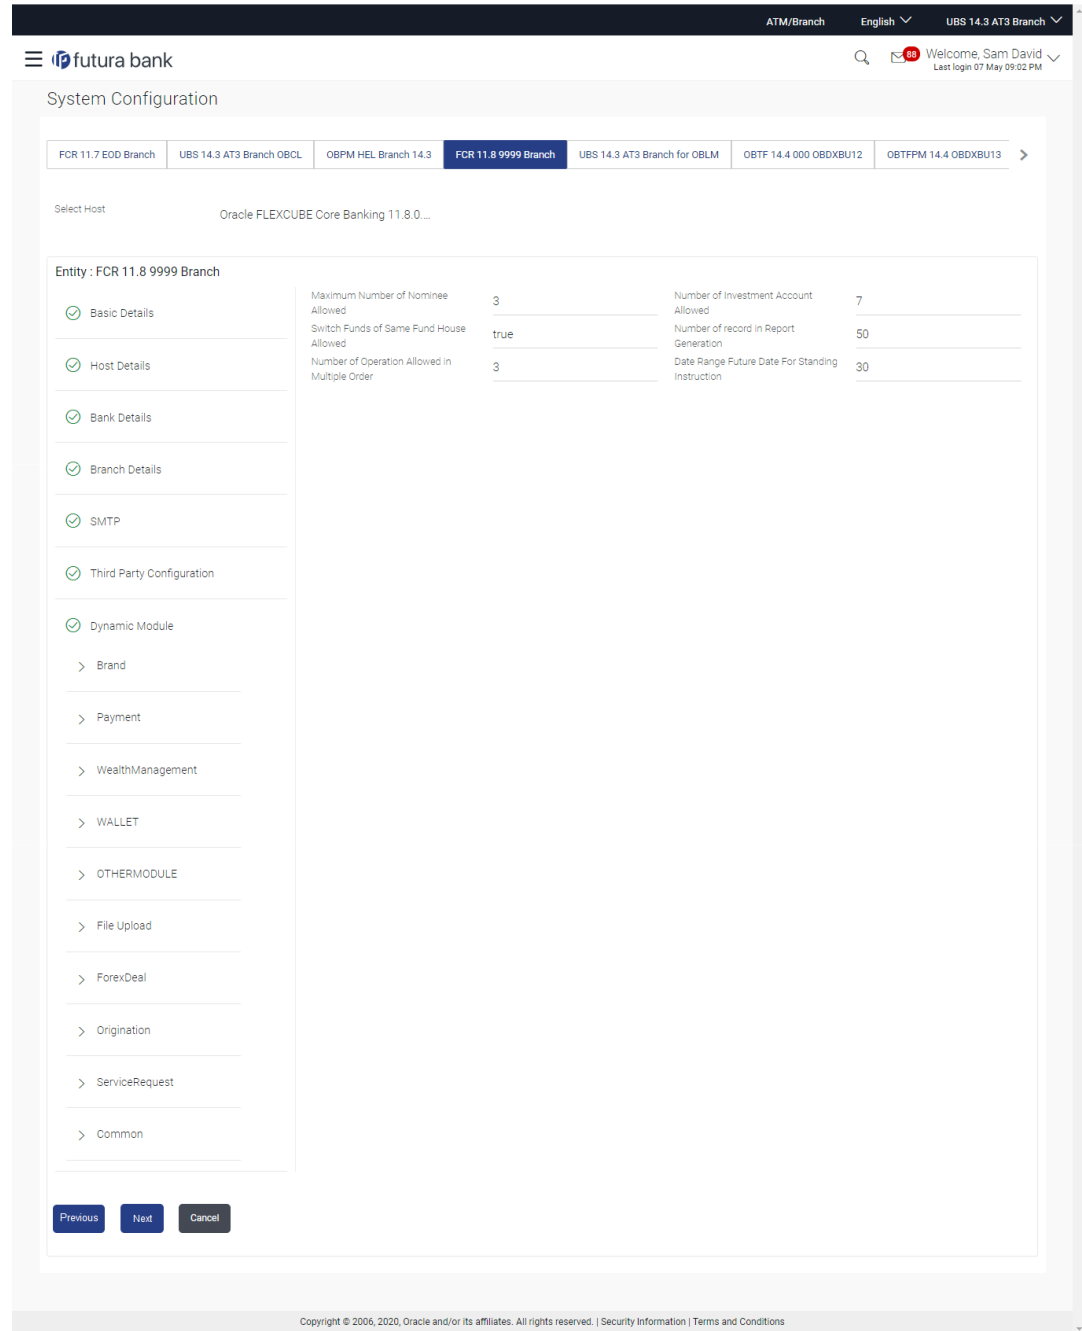 ATM/Branch English UBS 14.3 AT3 Branch
futura bank 88 Welcome, Sam David
Last login 07 May 09:02 PM
System Configuration
FCR 11.7 EOD Branch UBS 14.3 AT3 Branch OBCL OBPM HEL Branch 14.3 FCR 11.8 9999 Branch UBS 14.3 AT3 Branch for OBLM OBTF 14.4 000 OBDXBU12 OBTFPM 14.4 OBDXBU13
Select Host Oracle FLEXCUBE Core Banking 11.8.0....
Entity : FCR 11.8 9999 Branch
Maximum Number of Nominee Allowed 3 Number of Investment Account Allowed 7
Switch Funds of Same Fund House Allowed true Number of record in Report Generation 50
Number of Operation Allowed in Multiple Order 3 Date Range Future Date For Standing Instruction 30
Basic Details
Host Details
Bank Details
Branch Details
SMTP
Third Party Configuration
Dynamic Module
Brand
Payment
WealthManagement
WALLET
OTHERMODULE
File Upload
ForexDeal
Origination
ServiceRequest
Common
Previous Next Cancel
Copyright © 2006, 2020, Oracle and/or its affiliates. All rights reserved. | Security Information | Terms and Conditions